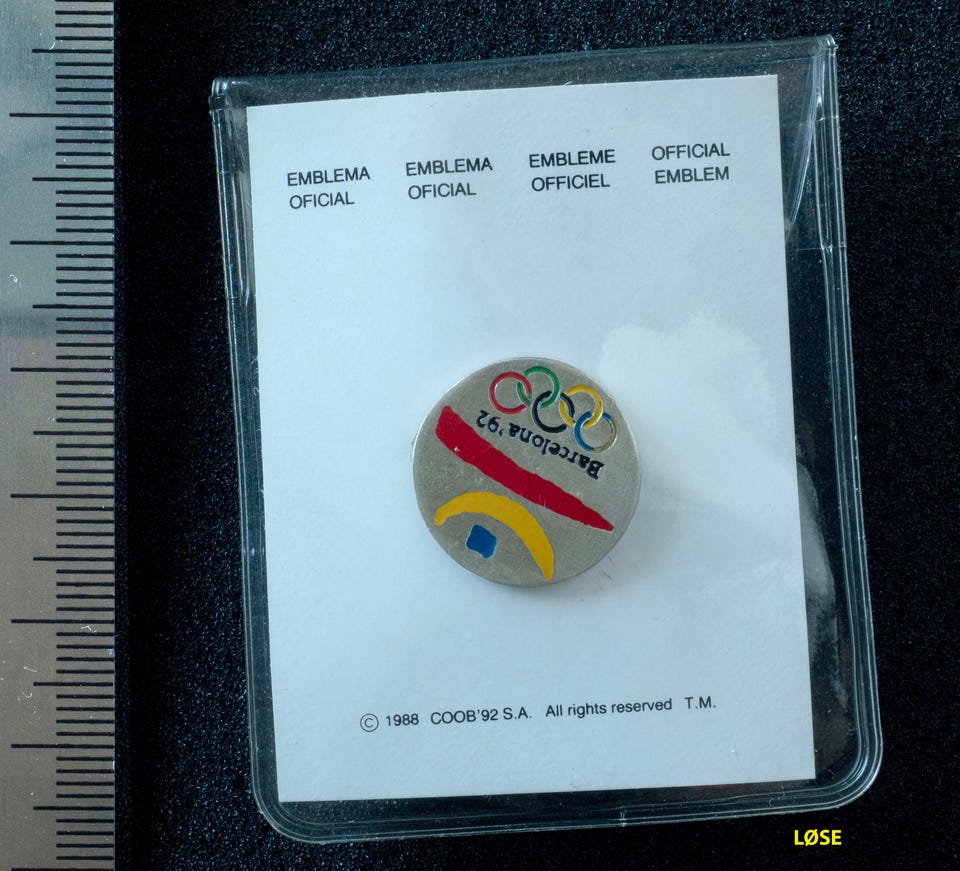 EMBLEMA EMBLEMA EMBLEME OFFICIAL
OFICIAL OFICIAL OFFICIEL EMBLEM
Barcelona '92
© 1988 COOB'92 S.A. All rights reserved T.M.
LØSE